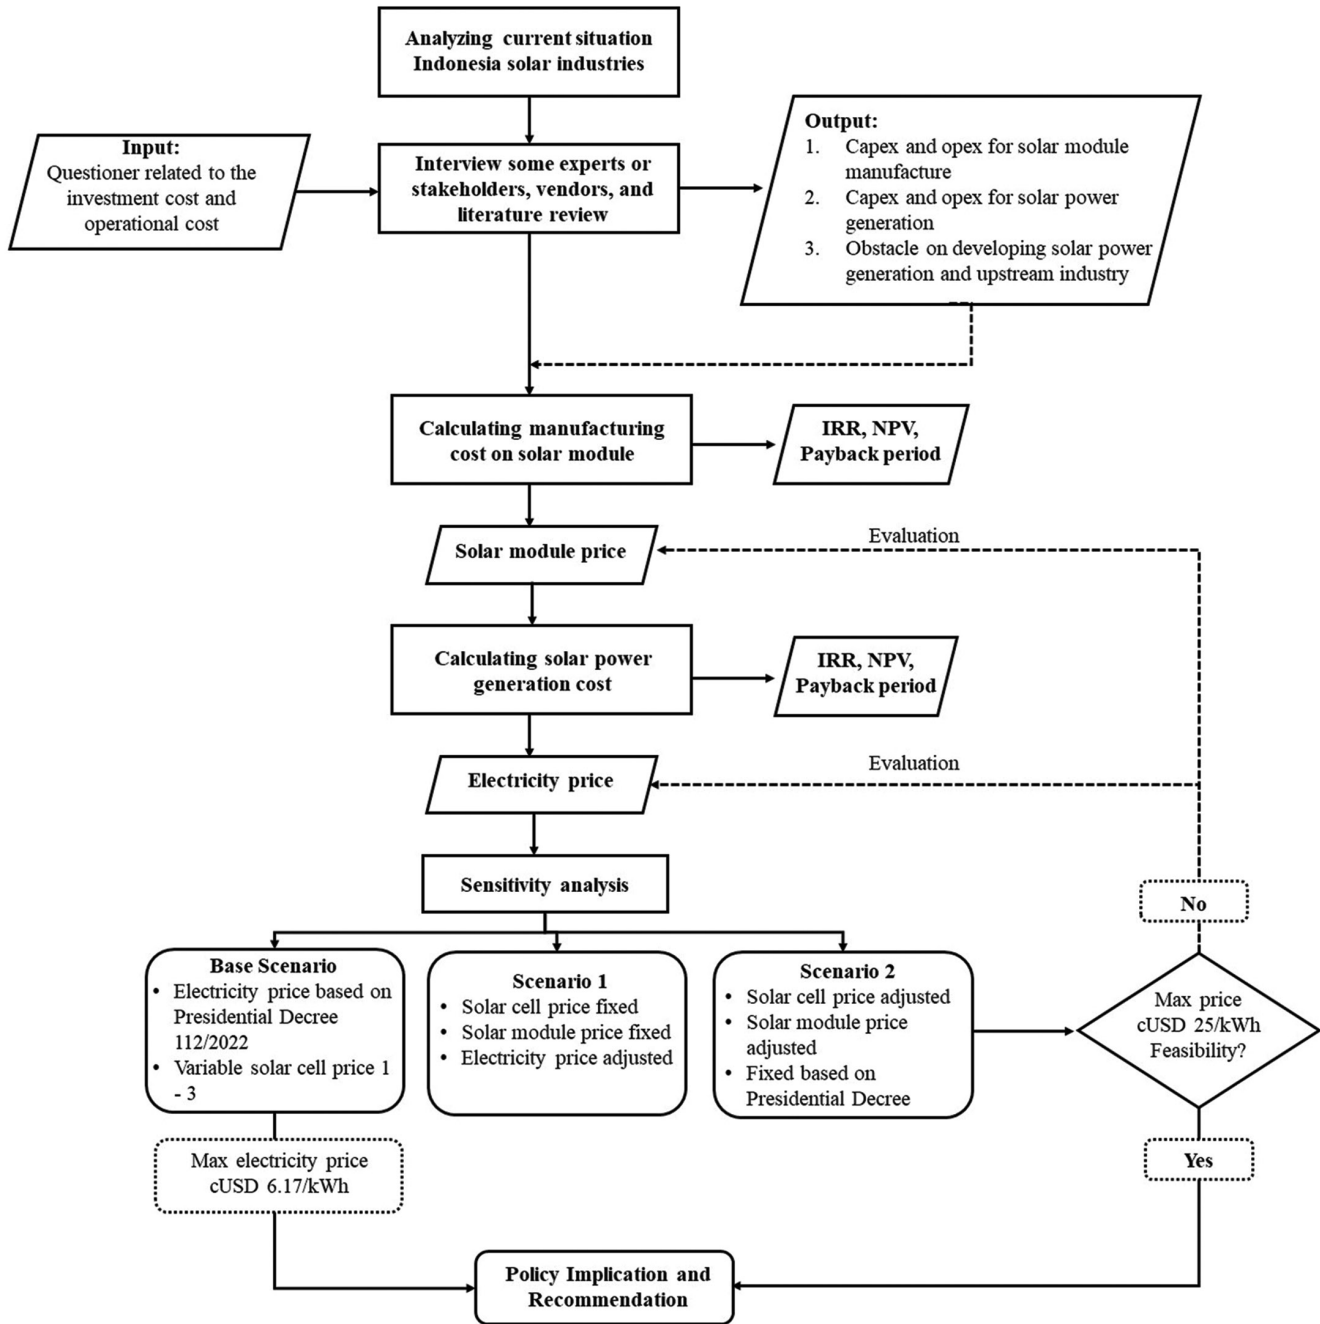 Analyzing current situation
Indonesia solar industries
Input:
Questioner related to the
investment cost and
operational cost
Interview some experts or
stakeholders, vendors, and
literature review
Output:
1. Capex and opex for solar module
manufacture
2. Capex and opex for solar power
generation
3. Obstacle on developing solar power
generation and upstream industry
Calculating manufacturing
cost on solar module
IRR, NPV,
Payback period
Solar module price
Evaluation
Calculating solar power
generation cost
IRR, NPV,
Payback period
Electricity price
Evaluation
Sensitivity analysis
No
Base Scenario
• Electricity price based on
Presidential Decree
112/2022
• Variable solar cell price 1
- 3
Scenario 1
• Solar cell price fixed
• Solar module price fixed
• Electricity price adjusted
Scenario 2
• Solar cell price adjusted
• Solar module price
adjusted
• Fixed based on
Presidential Decree
Max price
cUSD 25/kWh
Feasibility?
Max electricity price
cUSD 6.17/kWh
Yes
Policy Implication and
Recommendation